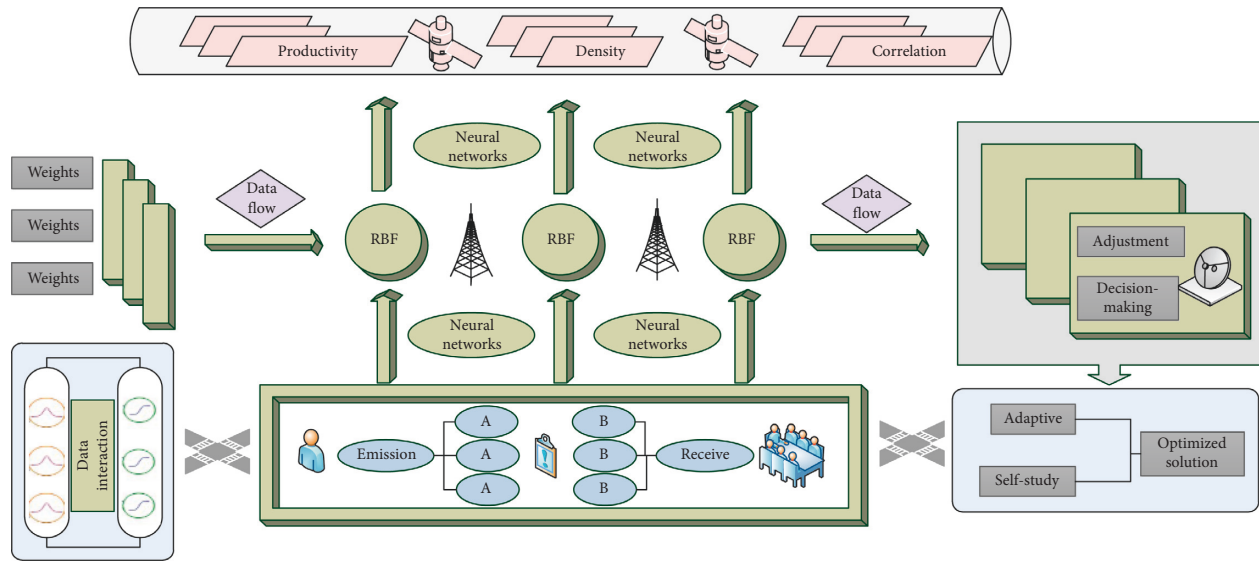 Productivity
Density
Correlation
Neural
networks
Neural
networks
Weights
Weights
Weights
Data
flow
RBF
RBF
RBF
Data
flow
Adjustment
Decision-
making
Neural
networks
Neural
networks
Data
interaction
Emission
A
A
A
B
B
B
Receive
Adaptive
Self-study
Optimized
solution